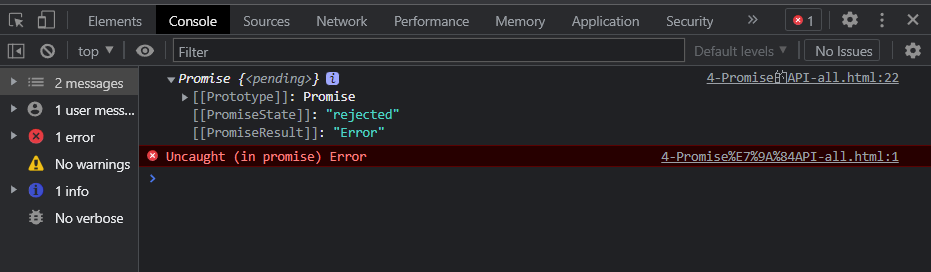 Elements Console Sources Network Performance Memory Application Security » 1
top Filter Default levels No Issues
2 messages
1 user mess...
1 error
No warnings
1 info
No verbose
Promise {<pending>} i 4-Promise的API-all.html:22
[[Prototype]]: Promise
[[PromiseState]]: "rejected"
[[PromiseResult]]: "Error"
Uncaught (in promise) Error 4-Promise%E7%9A%84API-all.html:1